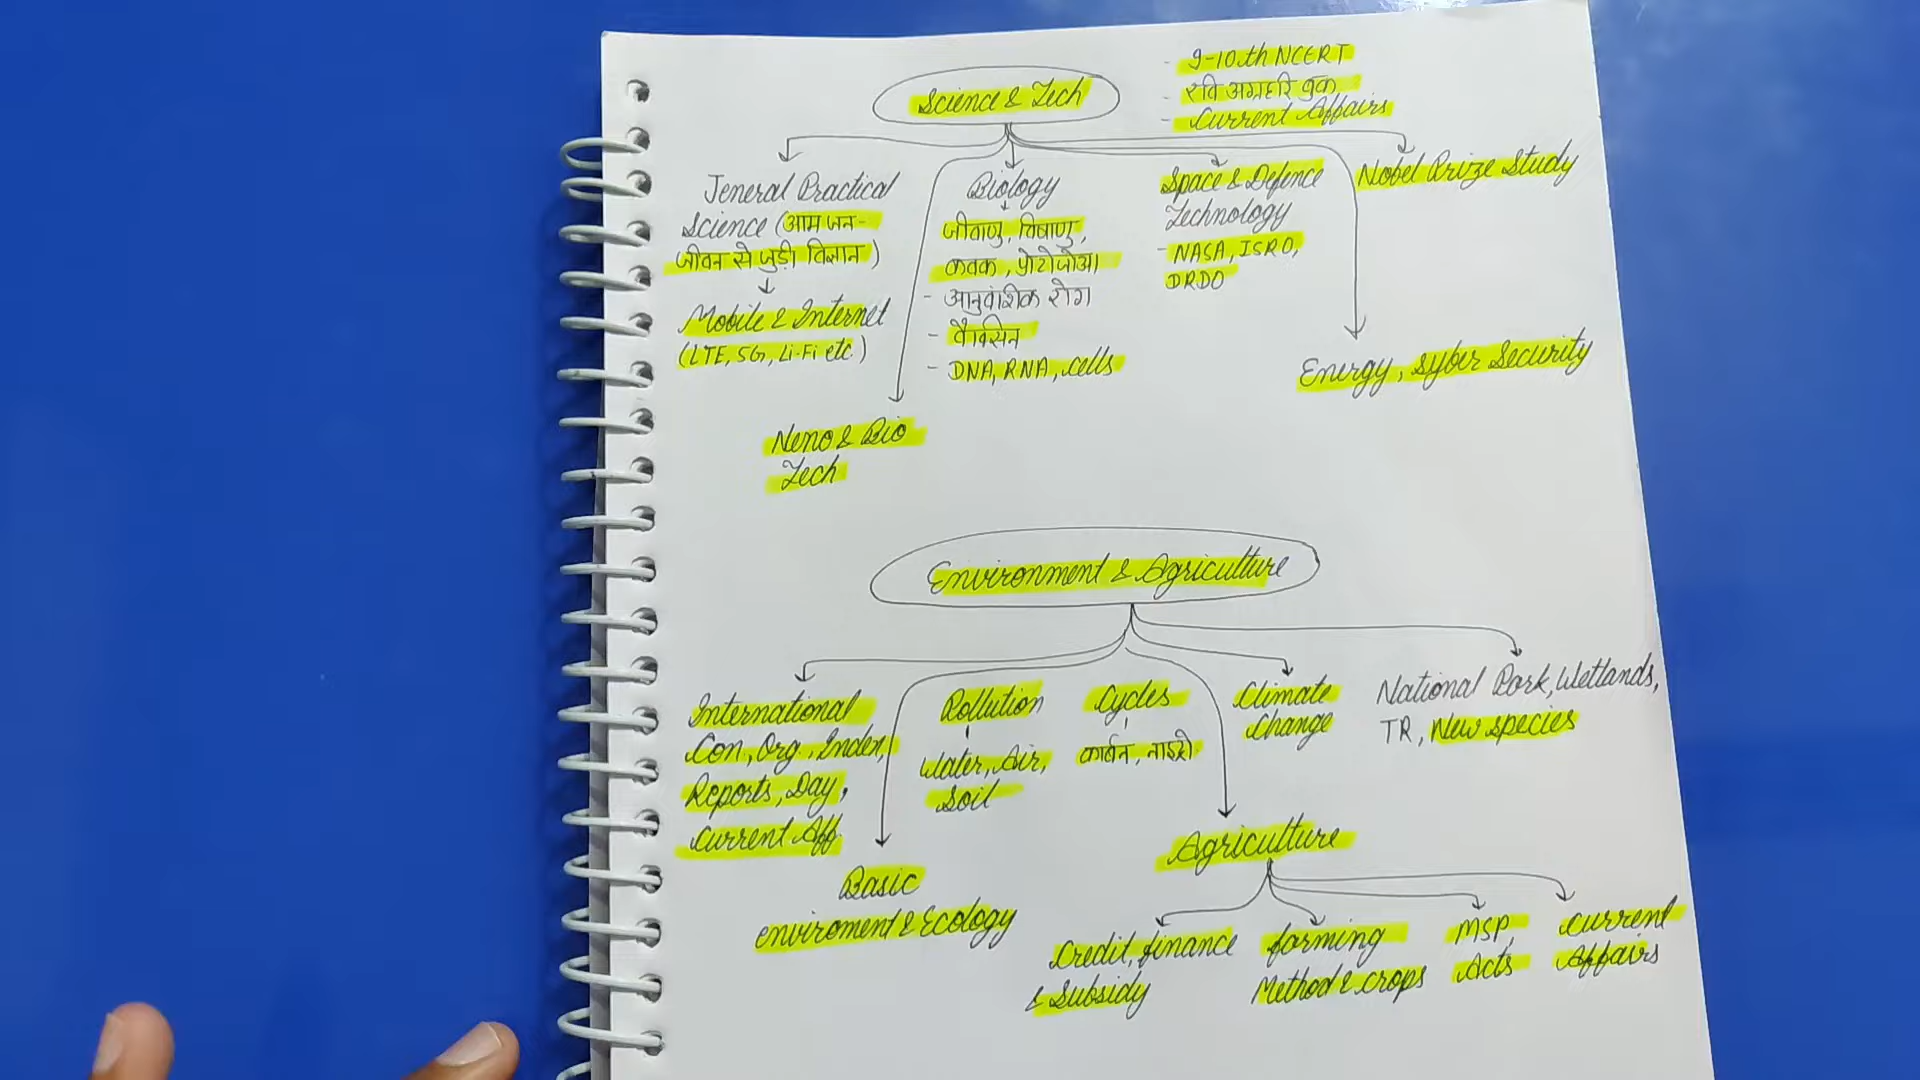 Science & Tech
- 9-10th NCERT
- रवि अग्रहरि बुक
- Current Affairs
Jeneral Practical
Science (आम जन-
जीवन से जुड़ी विज्ञान)
Mobile & Internet
(LTE, 5G, Li-Fi etc.)
Neno & Bio
Tech
Biology
जीवाणु, विषाणु,
कवक, प्रोटोजोआ
- आनुवांशिक रोग
- वैक्सिन
- DNA, RNA, cells
Space & Defence
Technology
- NASA, ISRO,
DRDO
Nobel Prize Study
Energy, Syber Security
Environment & Agriculture
International
Con, Org, Index,
Reports, Day,
Current Aff.
Basic
enviroment & Ecology
Pollution
Water, Air,
Soil
Cycles
कार्बन, नाइट्रो
Climate
Change
National Park, Wetlands,
TR, New species
Agriculture
Credit, finance
& Subsidy
farming
Method & crops
MSP,
Acts
Current
Affairs